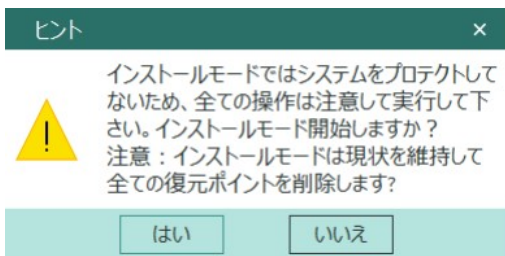 ヒント
×
インストールモードではシステムをプロテクトして
ないため、全ての操作は注意して実行して下
さい。インストールモード開始しますか？
注意：インストールモードは現状を維持して
全ての復元ポイントを削除します?
はい
いいえ